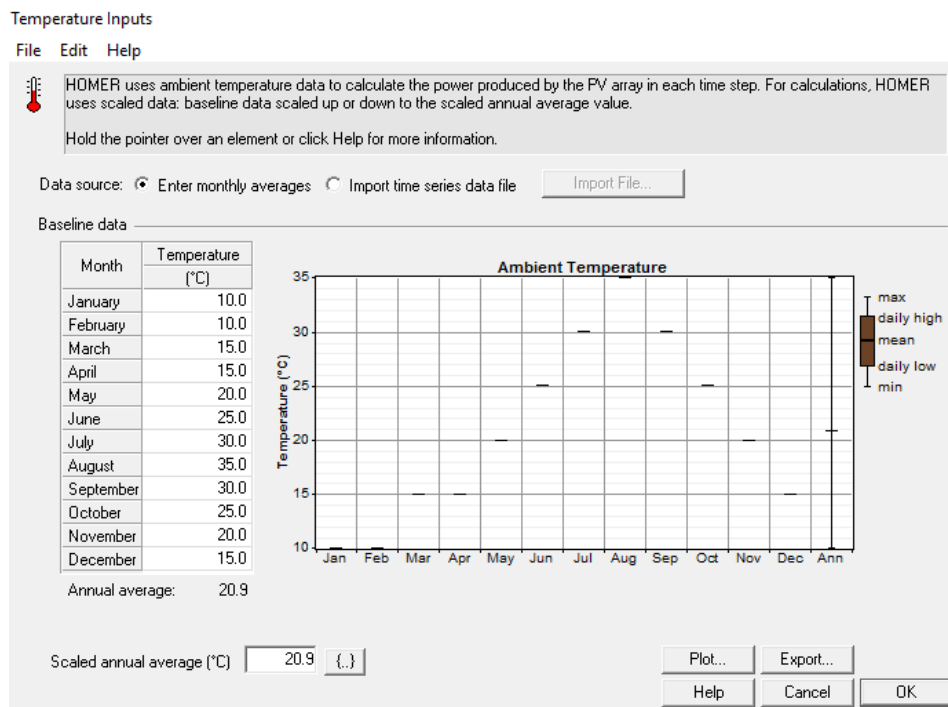 Temperature Inputs
File Edit Help
HOMER uses ambient temperature data to calculate the power produced by the PV array in each time step. For calculations, HOMER
uses scaled data: baseline data scaled up or down to the scaled annual average value.
Hold the pointer over an element or click Help for more information.
Data source: Enter monthly averages Import time series data file Import File...
Baseline data
Month Temperature
(°C)
January 10.0
February 10.0
March 15.0
April 15.0
May 20.0
June 25.0
July 30.0
August 35.0
September 30.0
October 25.0
November 20.0
December 15.0
Annual average: 20.9
Ambient Temperature
Temperature (°C)
35
30
25
20
15
10
Jan Feb Mar Apr May Jun Jul Aug Sep Oct Nov Dec Ann
max
daily high
mean
daily low
min
Scaled annual average (°C) 20.9 {..}
Plot... Export...
Help Cancel OK